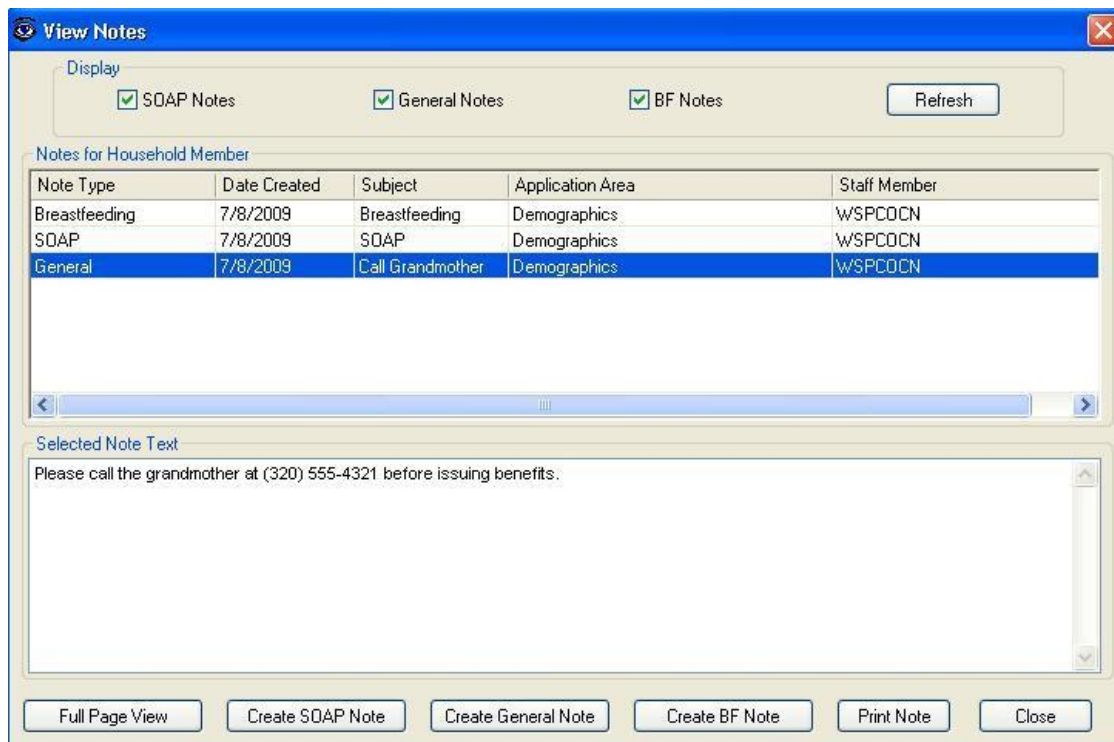 View Notes
Display
SOAP Notes General Notes BF Notes Refresh
Notes for Household Member
Note Type Date Created Subject Application Area Staff Member
Breastfeeding 7/8/2009 Breastfeeding Demographics WSPCOCN
SOAP 7/8/2009 SOAP Demographics WSPCOCN
General 7/8/2009 Call Grandmother Demographics WSPCOCN
Selected Note Text
Please call the grandmother at (320) 555-4321 before issuing benefits.
Full Page View Create SOAP Note Create General Note Create BF Note Print Note Close